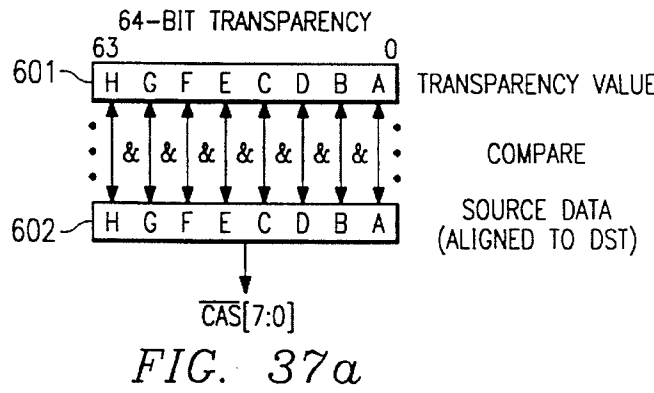 64-BIT TRANSPARENCY
63 0
601 H G F E C D B A TRANSPARENCY VALUE
& & & & & & & COMPARE
602 H G F E C D B A SOURCE DATA
(ALIGNED TO DST)
CAS[7:0]
FIG. 37a